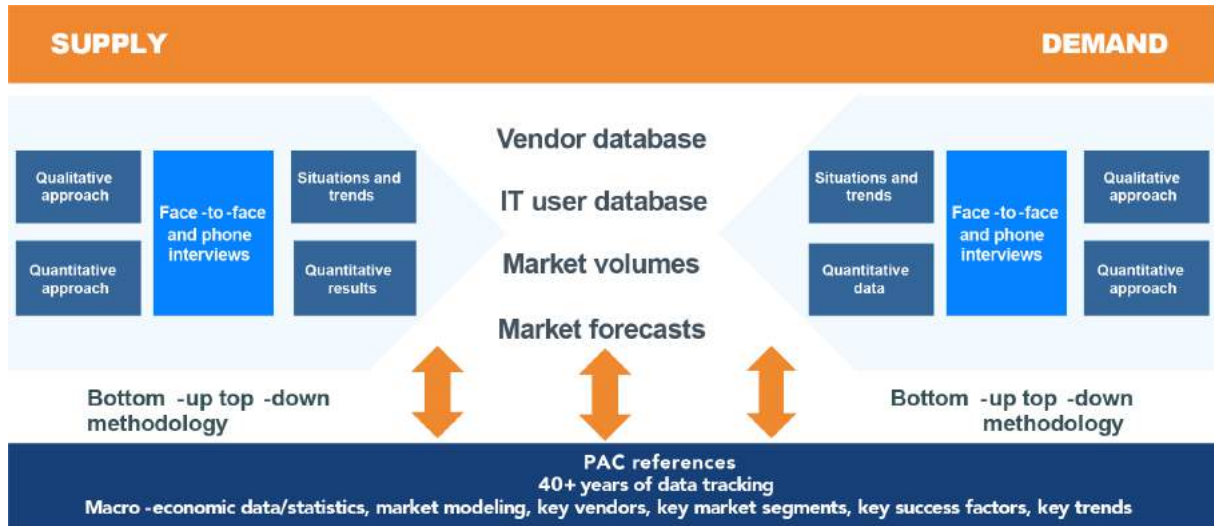 SUPPLY
DEMAND
Qualitative
approach
Quantitative
approach
Face -to -face
and phone
interviews
Situations and
trends
Quantitative
results
Vendor database
IT user database
Market volumes
Market forecasts
Situations and
trends
Quantitative
data
Face -to -face
and phone
interviews
Qualitative
approach
Quantitative
approach
Bottom -up top -down
methodology
Bottom -up top -down
methodology
PAC references
40+ years of data tracking
Macro -economic data/statistics, market modeling, key vendors, key market segments, key success factors, key trends